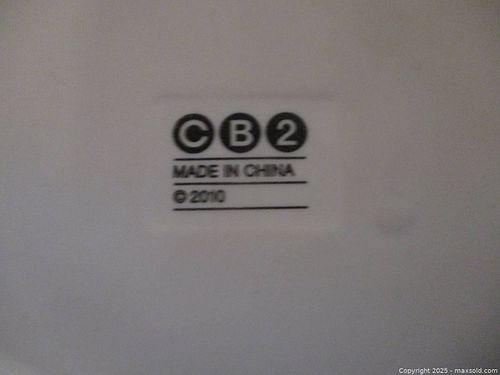 CB2
MADE IN CHINA
© 2010
Copyright 2025 - maxsold.com